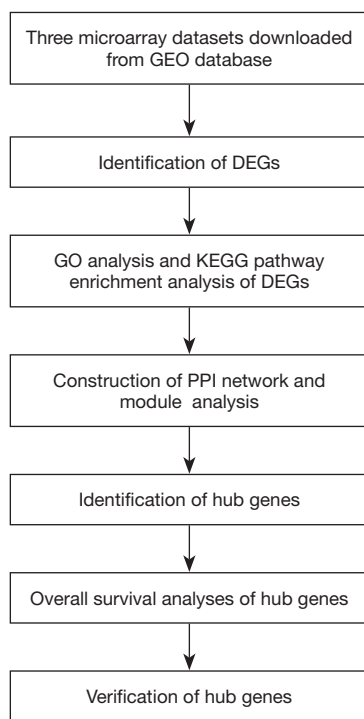 Three microarray datasets downloaded
from GEO database
Identification of DEGs
GO analysis and KEGG pathway
enrichment analysis of DEGs
Construction of PPI network and
module analysis
Identification of hub genes
Overall survival analyses of hub genes
Verification of hub genes